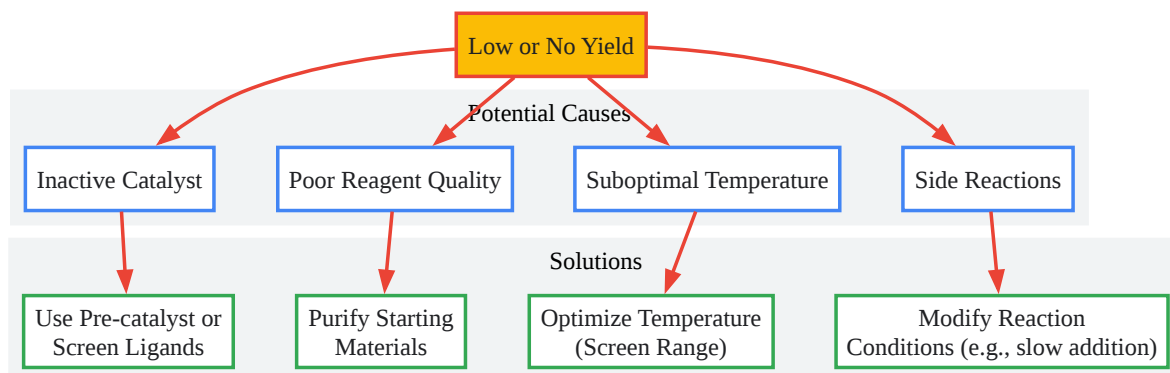 Low or No Yield
Potential Causes
Inactive Catalyst
Poor Reagent Quality
Suboptimal Temperature
Side Reactions
Solutions
Use Pre-catalyst or
Screen Ligands
Purify Starting
Materials
Optimize Temperature
(Screen Range)
Modify Reaction
Conditions (e.g., slow addition)